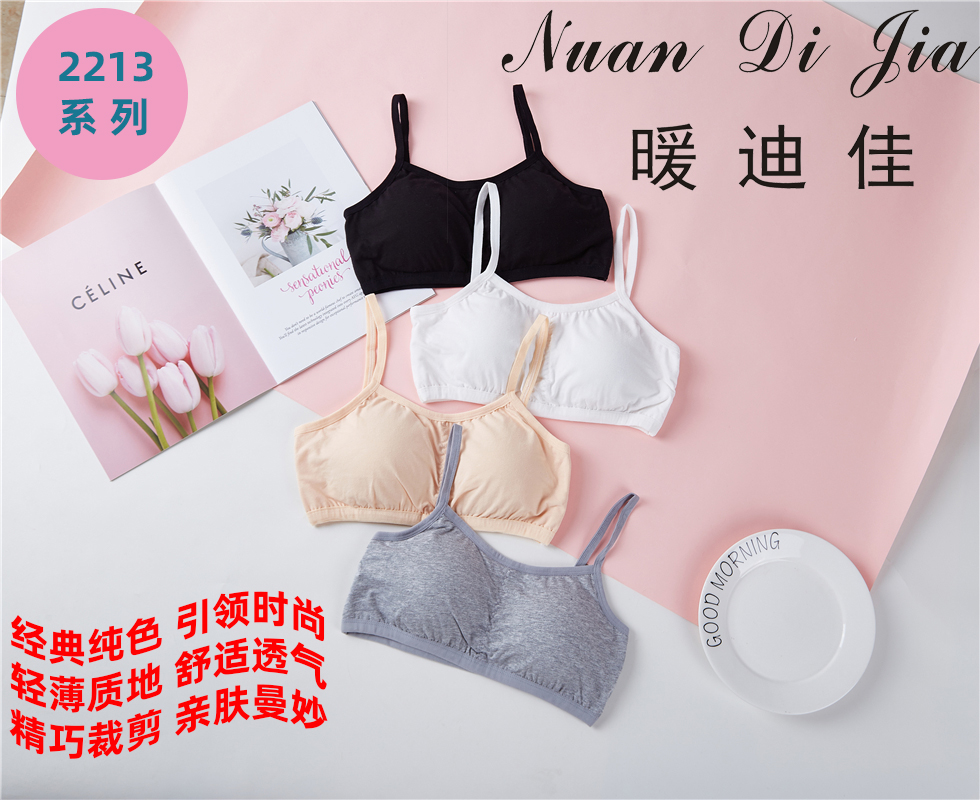 2213
系列
Nuan Di Jia
暖迪佳
CÉLINE
sensational
peonies
GOOD MORNING
经典纯色 引领时尚
轻薄质地 舒适透气
精巧裁剪 亲肤曼妙